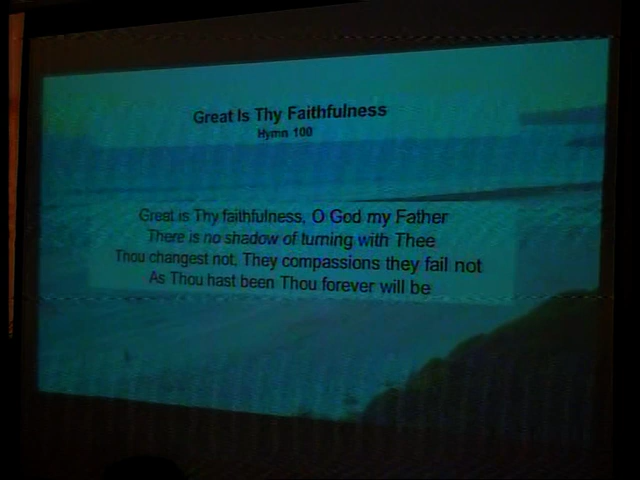 Great Is Thy Faithfulness
Hymn 100
Great is Thy faithfulness, O God my Father
There is no shadow of turning with Thee
Thou changest not, They compassions they fail not
As Thou hast been Thou forever will be